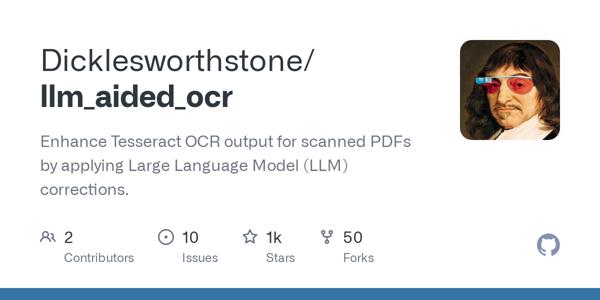 Dicklesworthstone/
llm_aided_ocr
Enhance Tesseract OCR output for scanned PDFs
by applying Large Language Model (LLM)
corrections.
2 10 1k 50
Contributors Issues Stars Forks